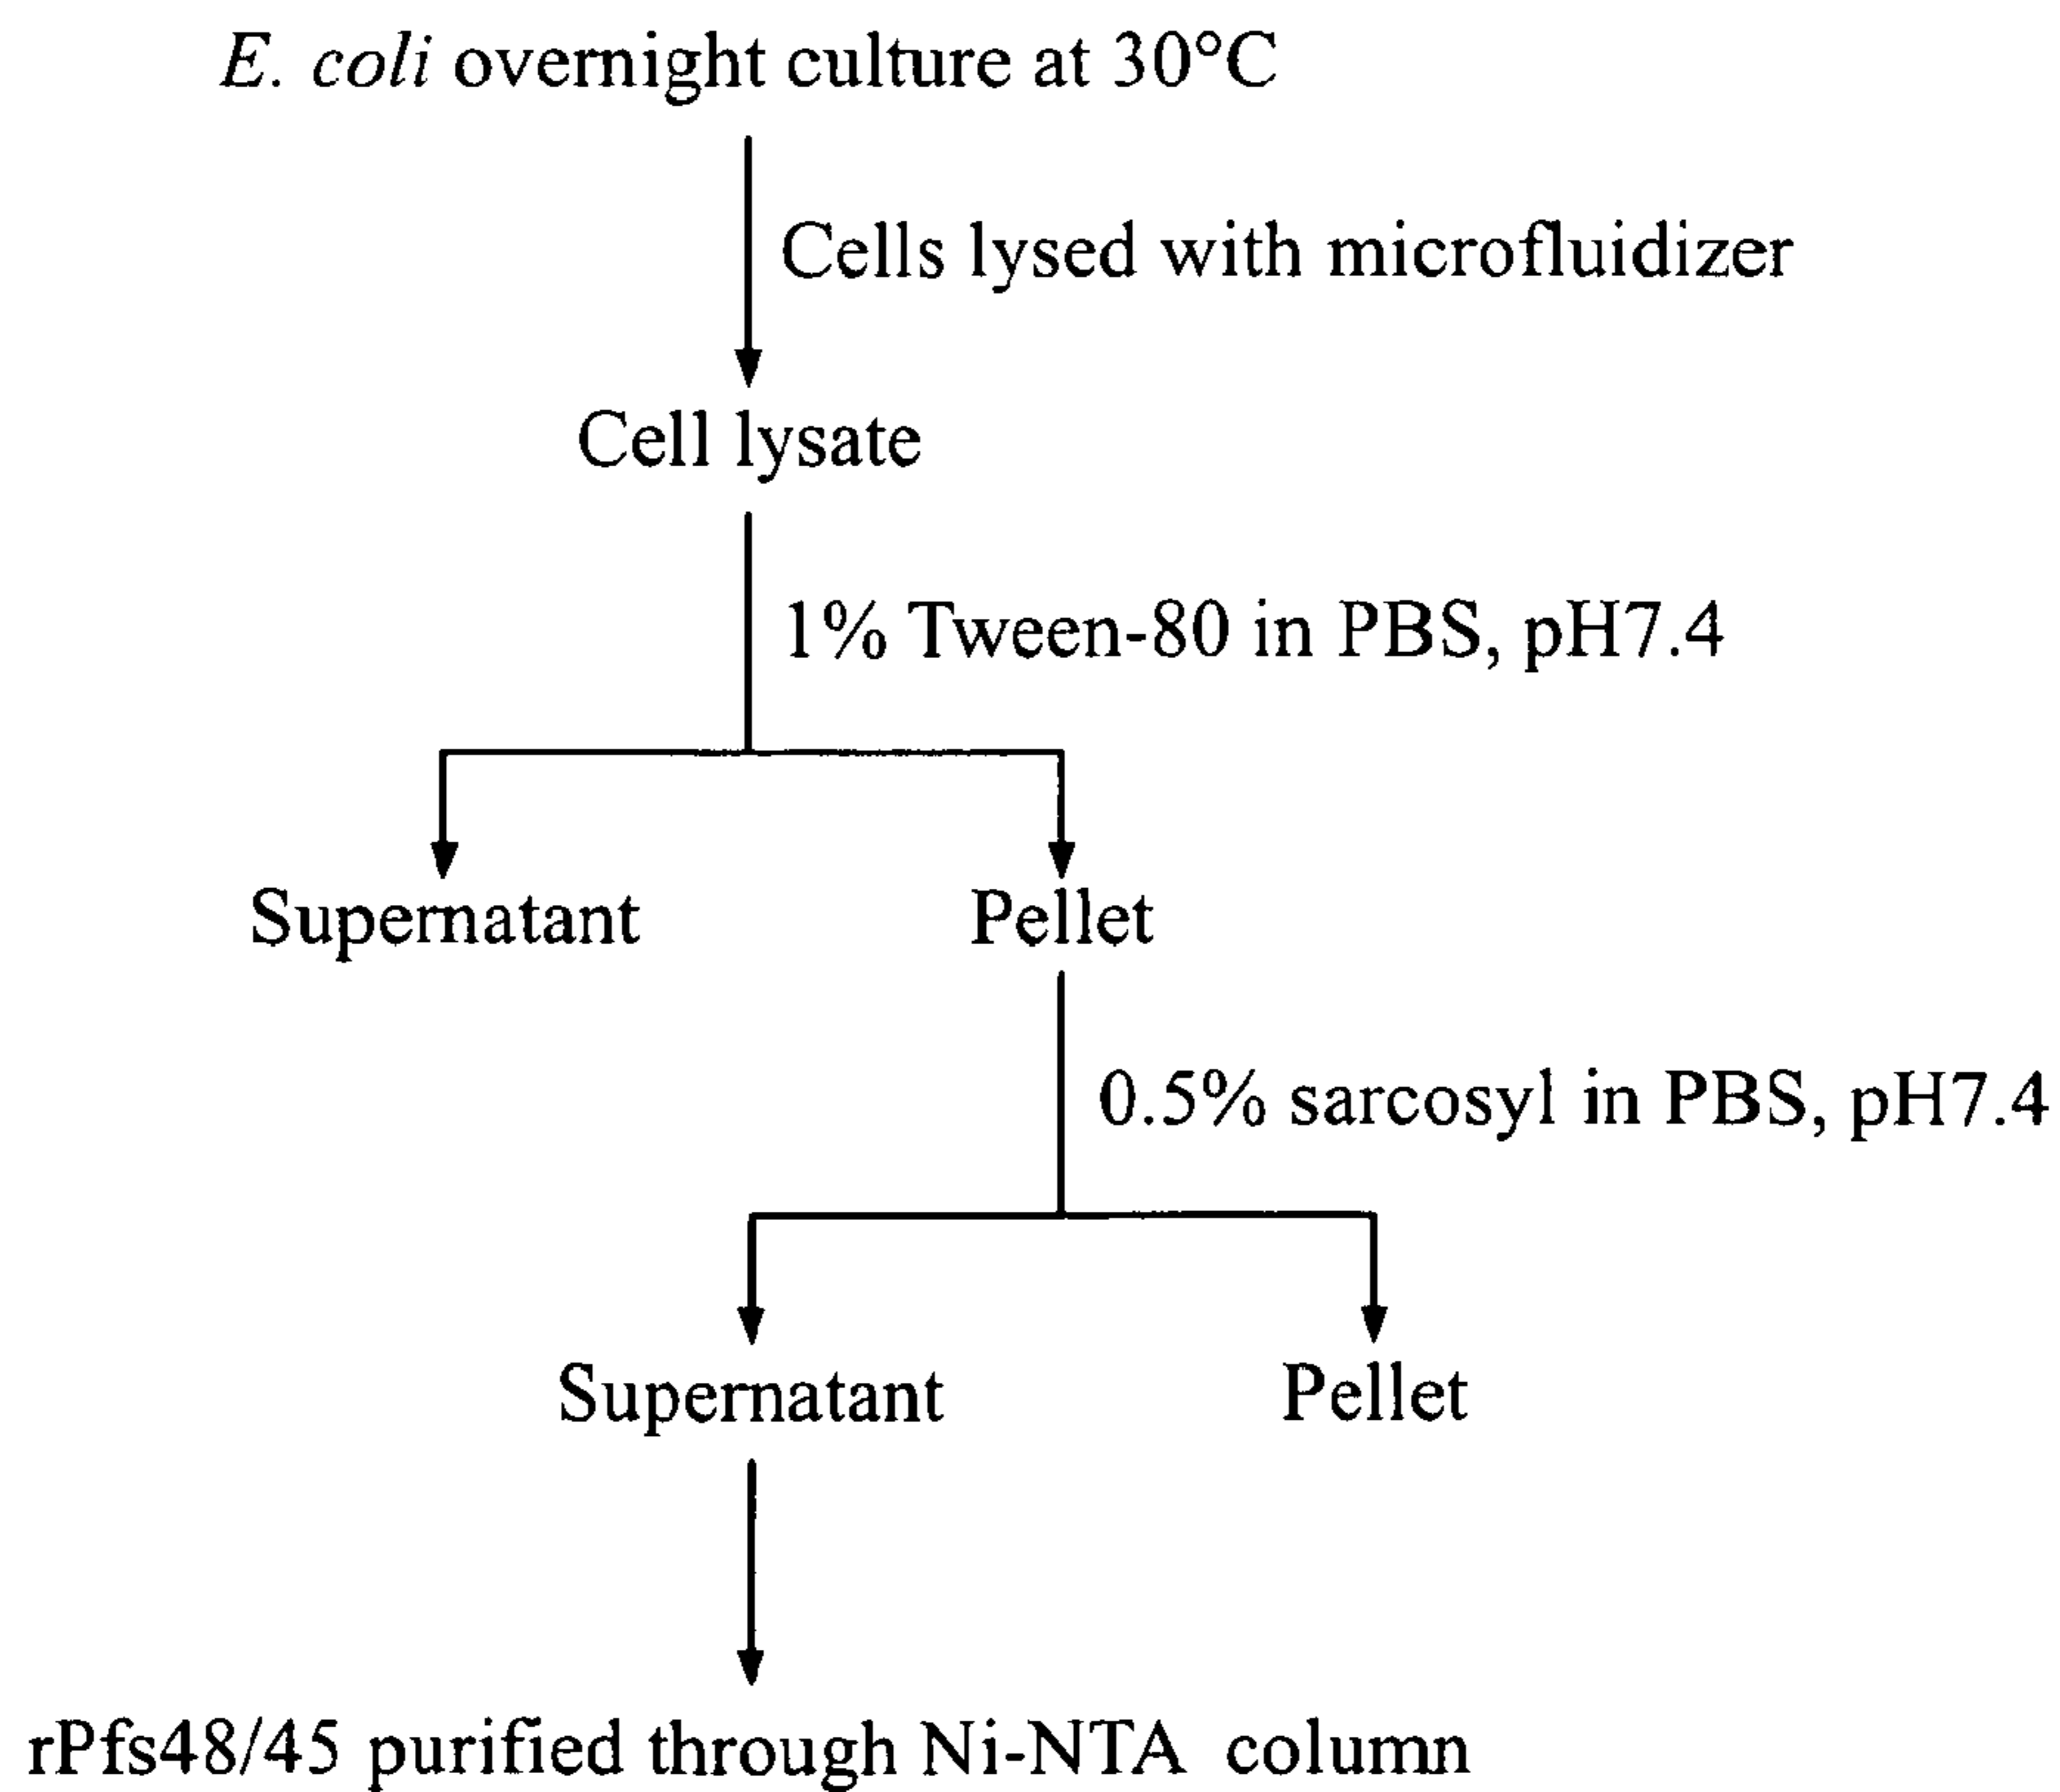 E. coli overnight culture at 30°C
Cells lysed with microfluidizer
Cell lysate
1% Tween-80 in PBS, pH7.4
Supernatant Pellet
0.5% sarcosyl in PBS, pH7.4
Supernatant Pellet
rPfs48/45 purified through Ni-NTA column